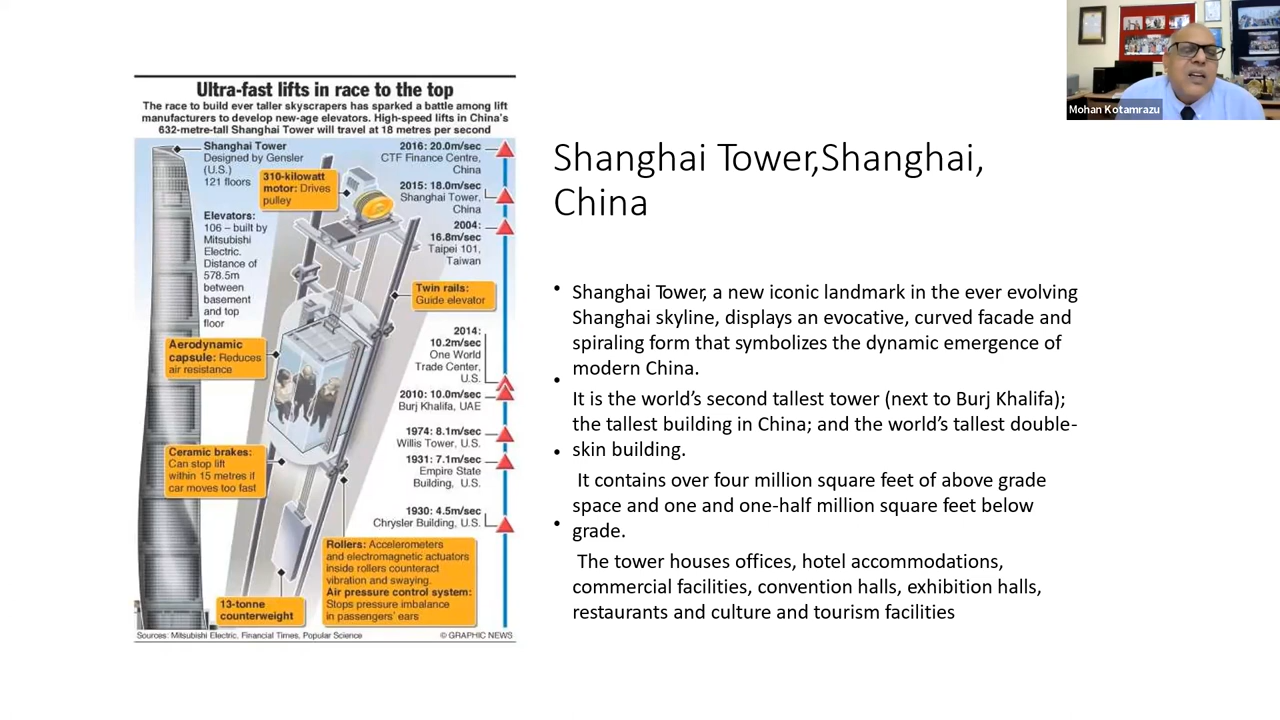 Mohan Kotamrazu
Ultra-fast lifts in race to the top
The race to build ever taller skyscrapers has sparked a battle among lift
manufacturers to develop new-age elevators. High-speed lifts in China's
632-metre-tall Shanghai Tower will travel at 18 metres per second
Shanghai Tower
Designed by Gensler
(U.S.)
121 floors
Elevators:
106 – built by
Mitsubishi
Electric.
Distance of
578.5m
between
basement
and top
floor
310-kilowatt
motor: Drives
pulley
2016: 20.0m/sec
CTF Finance Centre,
China
2015: 18.0m/sec
Shanghai Tower,
China
2004:
16.8m/sec
Taipei 101,
Taiwan
Twin rails:
Guide elevator
Aerodynamic
capsule: Reduces
air resistance
2014:
10.2m/sec
One World
Trade Center,
U.S.
2010: 10.0m/sec
Burj Khalifa, UAE
1974: 8.1m/sec
Willis Tower, U.S.
1931: 7.1m/sec
Empire State
Building, U.S.
Ceramic brakes:
Can stop lift
within 15 metres if
car moves too fast
1930: 4.5m/sec
Chrysler Building, U.S.
Rollers: Accelerometers
and electromagnetic actuators
inside rollers counteract
vibration and swaying.
Air pressure control system:
Stops pressure imbalance
in passengers' ears
13-tonne
counterweight
Sources: Mitsubishi Electric, Financial Times, Popular Science
© GRAPHIC NEWS
Shanghai Tower,Shanghai,
China
• Shanghai Tower, a new iconic landmark in the ever evolving
Shanghai skyline, displays an evocative, curved facade and
spiraling form that symbolizes the dynamic emergence of
modern China.
• It is the world’s second tallest tower (next to Burj Khalifa);
the tallest building in China; and the world’s tallest double-
skin building.
• It contains over four million square feet of above grade
space and one and one-half million square feet below
grade.
• The tower houses offices, hotel accommodations,
commercial facilities, convention halls, exhibition halls,
restaurants and culture and tourism facilities